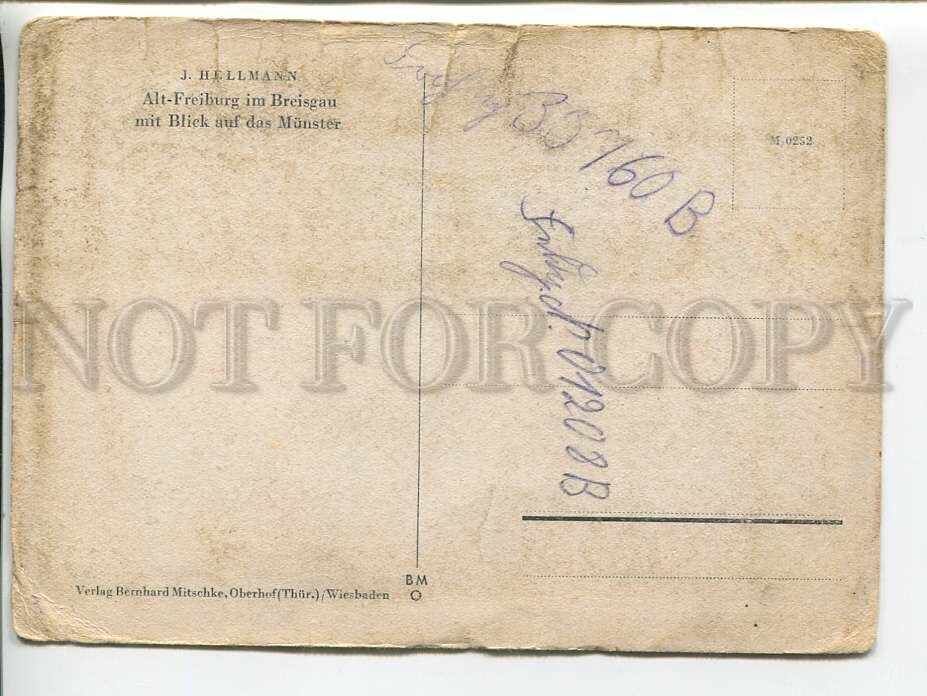 J. HELLMANN
Alt-Freiburg im Breisgau
mit Blick auf das Münster
M 0252
160 B
01208 B
NOT FOR COPY
BM
Verlag Bernhard Mitschke, Oberhof (Thür.) / Wiesbaden